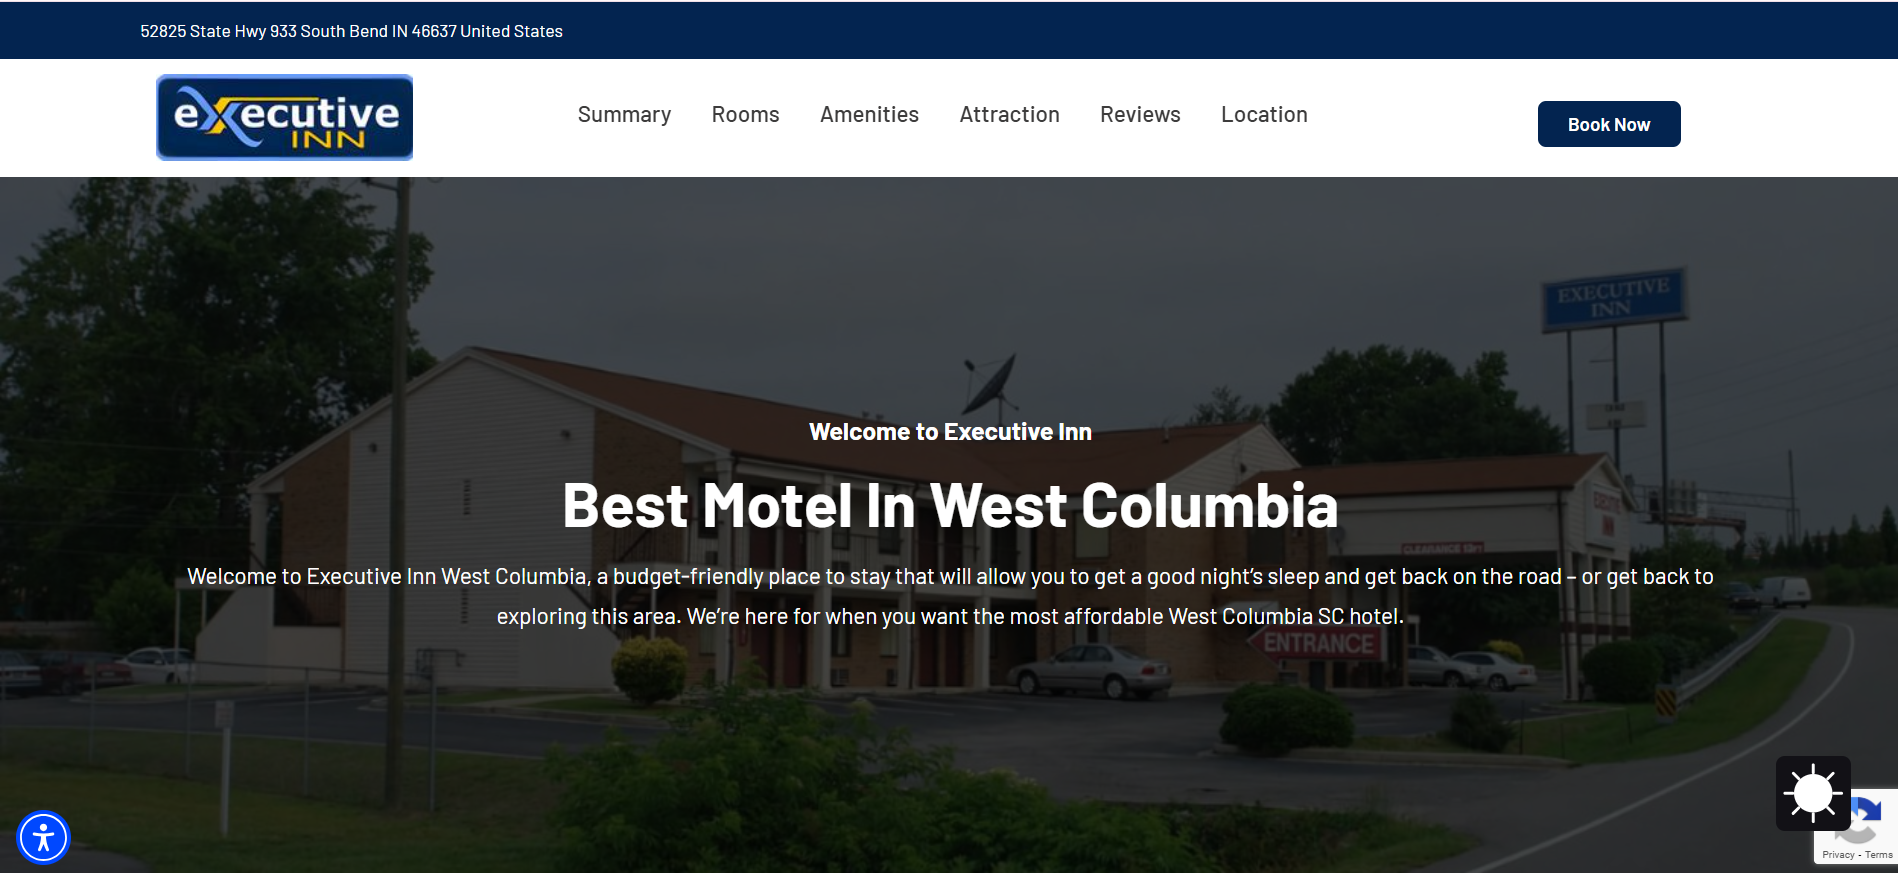 52825 State Hwy 933 South Bend IN 46637 United States
eXecutive
INN
Summary Rooms Amenities Attraction Reviews Location
Book Now
EXECUTIVE
INN
Welcome to Executive Inn
Best Motel In West Columbia
Welcome to Executive Inn West Columbia, a budget-friendly place to stay that will allow you to get a good night’s sleep and get back on the road – or get back to
exploring this area. We’re here for when you want the most affordable West Columbia SC hotel.
EXECUTIVE
INN
CLEARANCE
ENTRANCE
Privacy - Terms